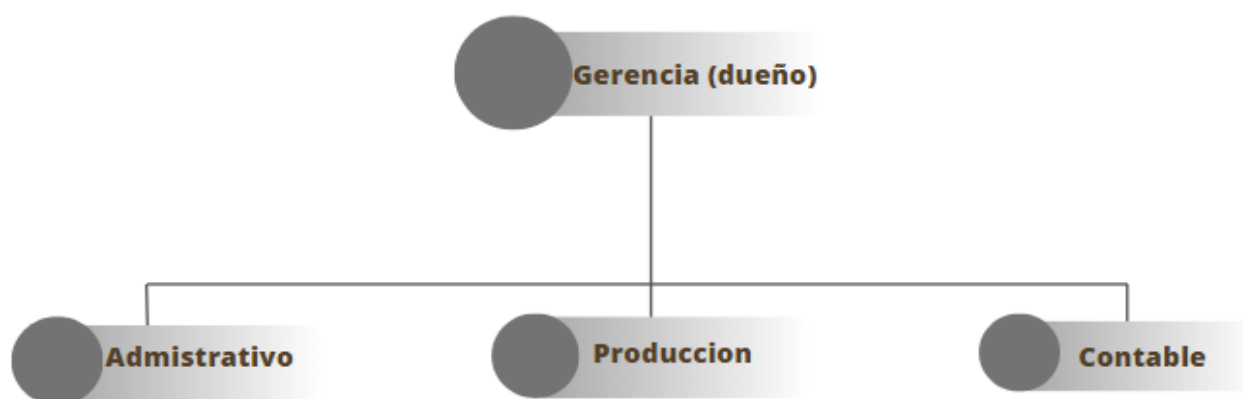 Gerencia (dueño)
Admistrativo
Produccion
Contable